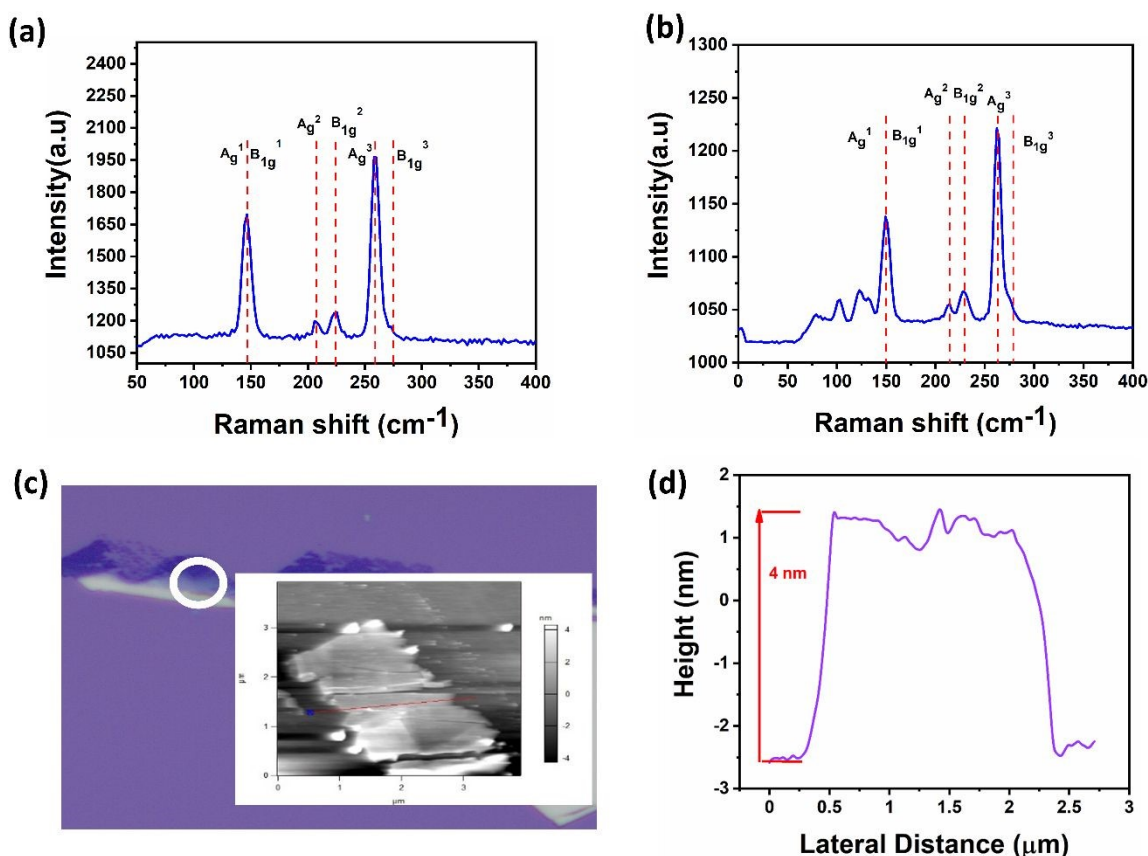 (a)
2400
2250
2100
1950
1800
1650
1500
1350
1200
1050
50 100 150 200 250 300 350 400
Intensity(a.u)
Raman shift (cm-1)
Ag1
B1g1
Ag2
B1g2
Ag3
B1g3
(b)
1300
1250
1200
1150
1100
1050
1000
0 50 100 150 200 250 300 350 400
Intensity(a.u)
Raman shift (cm-1)
Ag1
B1g1
Ag2
B1g2
Ag3
B1g3
(c)
nm
4
2
0
-2
-4
3
2
1
0
µm
0 1 2 3
µm
(d)
2
1
0
-1
-2
-3
0 0.5 1 1.5 2 2.5 3
4 nm
Height (nm)
Lateral Distance (µm)